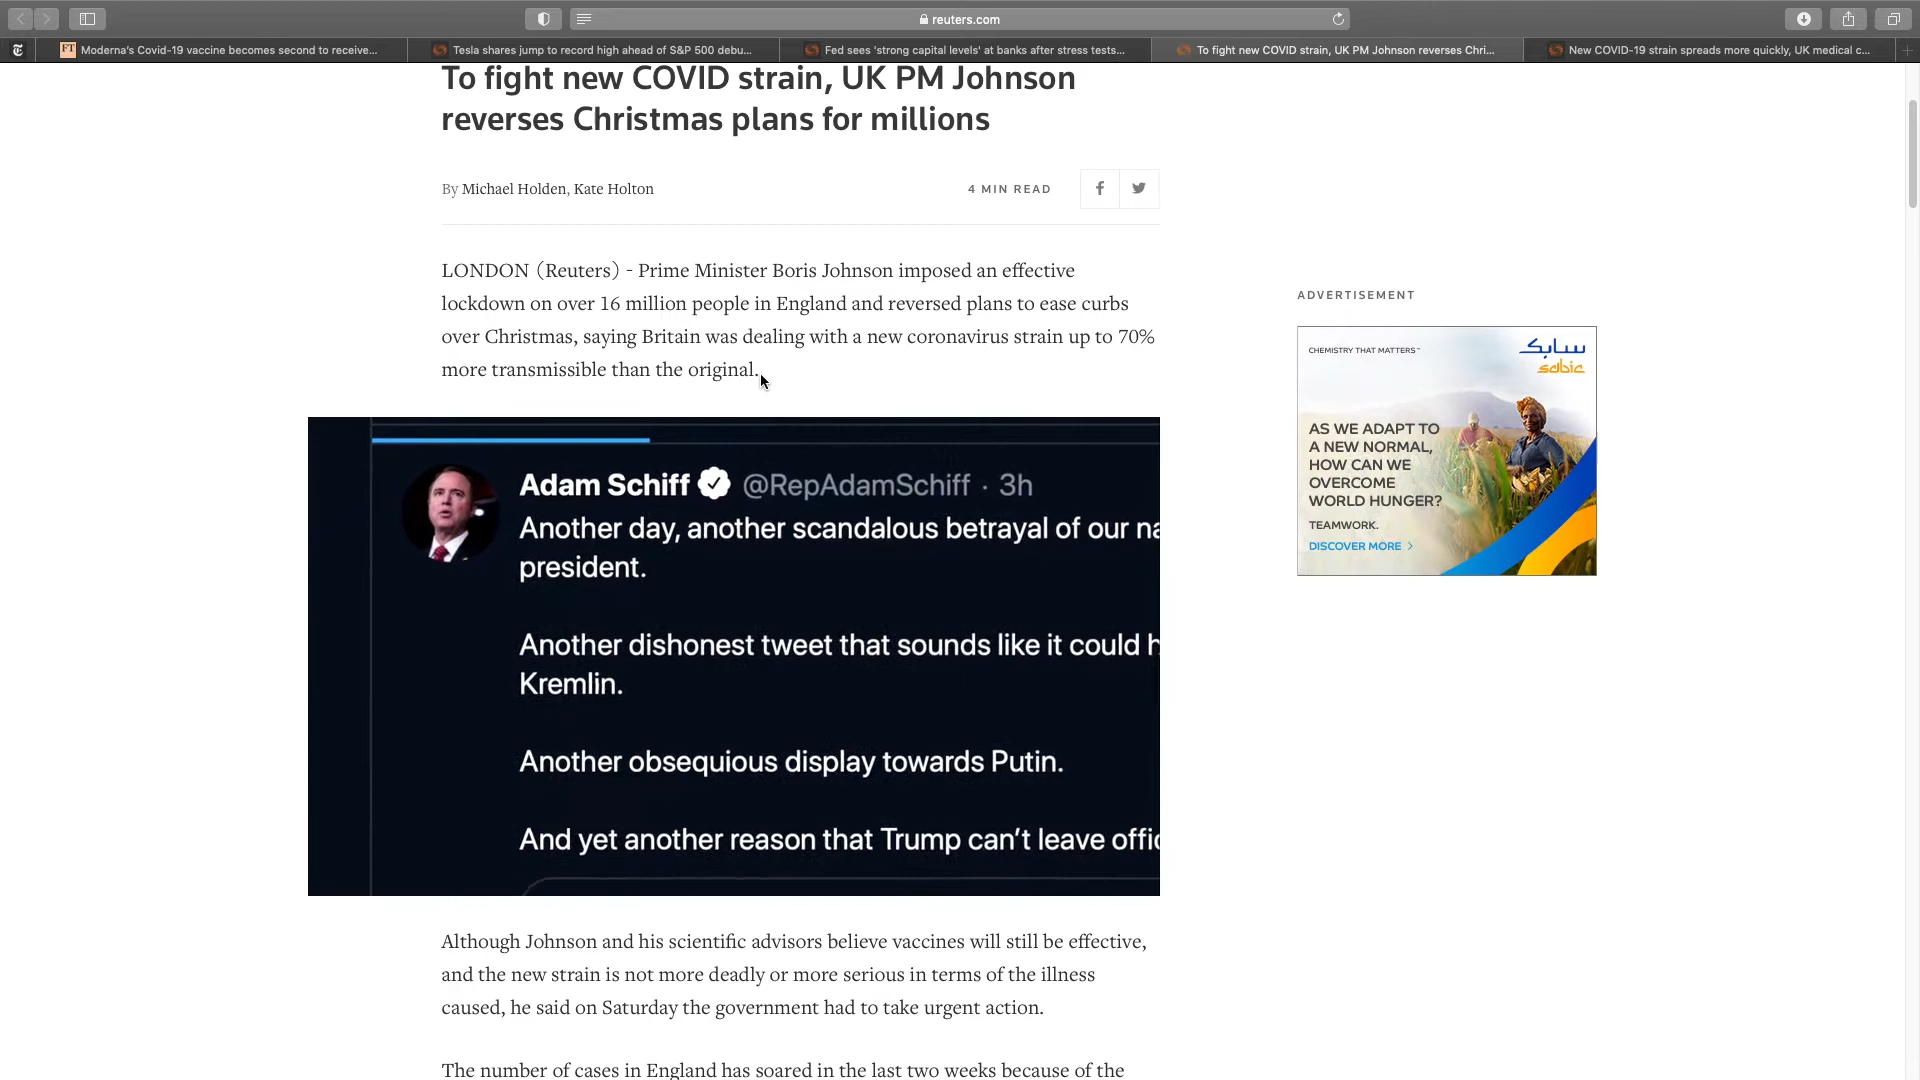 reuters.com
FT Moderna's Covid-19 vaccine becomes second to receive...
Tesla shares jump to record high ahead of S&P 500 debu...
Fed sees 'strong capital levels' at banks after stress tests...
To fight new COVID strain, UK PM Johnson reverses Chri...
New COVID-19 strain spreads more quickly, UK medical c...
To fight new COVID strain, UK PM Johnson
reverses Christmas plans for millions
By Michael Holden, Kate Holton
4 MIN READ
LONDON (Reuters) - Prime Minister Boris Johnson imposed an effective
lockdown on over 16 million people in England and reversed plans to ease curbs
over Christmas, saying Britain was dealing with a new coronavirus strain up to 70%
more transmissible than the original.
Adam Schiff @RepAdamSchiff · 3h
Another day, another scandalous betrayal of our na
president.
Another dishonest tweet that sounds like it could h
Kremlin.
Another obsequious display towards Putin.
And yet another reason that Trump can't leave offic
Although Johnson and his scientific advisors believe vaccines will still be effective,
and the new strain is not more deadly or more serious in terms of the illness
caused, he said on Saturday the government had to take urgent action.
The number of cases in England has soared in the last two weeks because of the
ADVERTISEMENT
CHEMISTRY THAT MATTERS™
سابك
sabic
AS WE ADAPT TO
A NEW NORMAL,
HOW CAN WE
OVERCOME
WORLD HUNGER?
TEAMWORK.
DISCOVER MORE >